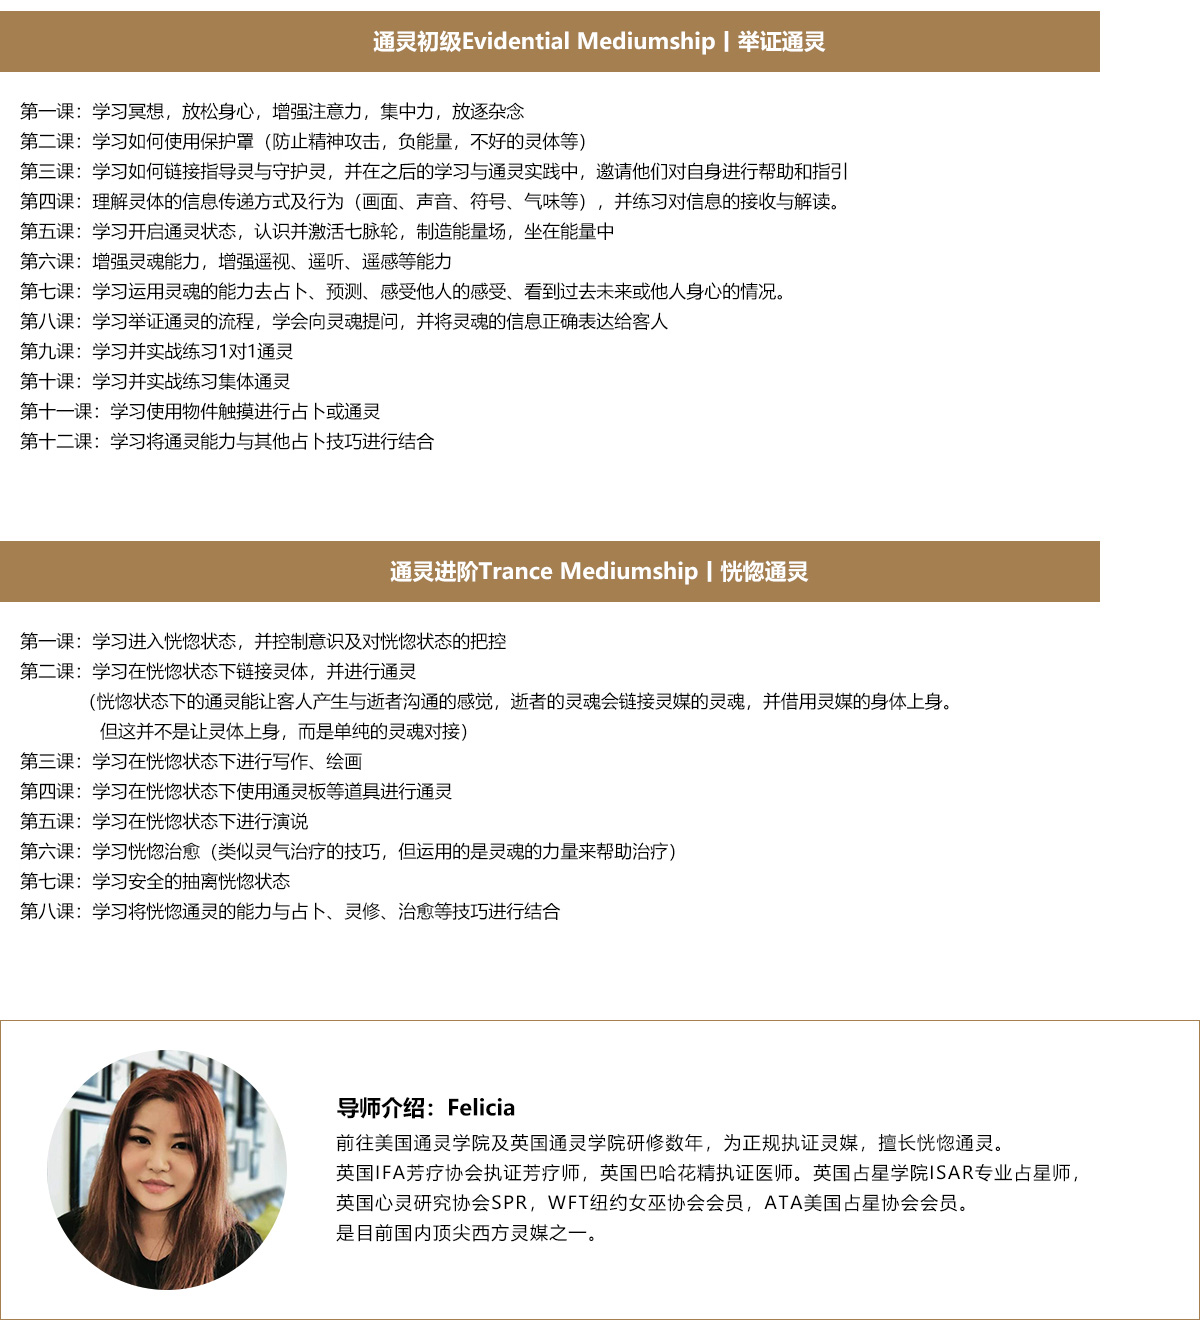 通灵初级Evidential Mediumship | 举证通灵
第一课：学习冥想，放松身心，增强注意力，集中力，放逐杂念
第二课：学习如何使用保护罩（防止精神攻击，负能量，不好的灵体等）
第三课：学习如何链接指导灵与守护灵，并在之后的学习与通灵实践中，邀请他们对自身进行帮助和指引
第四课：理解灵体的信息传递方式及行为（画面、声音、符号、气味等），并练习对信息的接收与解读。
第五课：学习开启通灵状态，认识并激活七脉轮，制造能量场，坐在能量中
第六课：增强灵魂能力，增强遥视、遥听、遥感等能力
第七课：学习运用灵魂的能力去占卜、预测、感受他人的感受、看到过去未来或他人身心的情况。
第八课：学习举证通灵的流程，学会向灵魂提问，并将灵魂的信息正确表达给客人
第九课：学习并实战练习1对1通灵
第十课：学习并实战练习集体通灵
第十一课：学习使用物件触摸进行占卜或通灵
第十二课：学习将通灵能力与其他占卜技巧进行结合
通灵进阶Trance Mediumship | 恍惚通灵
第一课：学习进入恍惚状态，并控制意识及对恍惚状态的把控
第二课：学习在恍惚状态下链接灵体，并进行通灵
（恍惚状态下的通灵能让客人产生与逝者沟通的感觉，逝者的灵魂会链接灵媒的灵魂，并借用灵媒的身体上身。
但这并不是让灵体上身，而是单纯的灵魂对接）
第三课：学习在恍惚状态下进行写作、绘画
第四课：学习在恍惚状态下使用通灵板等道具进行通灵
第五课：学习在恍惚状态下进行演说
第六课：学习恍惚治愈（类似灵气治疗的技巧，但运用的是灵魂的力量来帮助治疗）
第七课：学习安全的抽离恍惚状态
第八课：学习将恍惚通灵的能力与占卜、灵修、治愈等技巧进行结合
导师介绍：Felicia
前往美国通灵学院及英国通灵学院研修数年，为正规执证灵媒，擅长恍惚通灵。
英国IFA芳疗协会执证芳疗师，英国巴哈花精执证医师。英国占星学院ISAR专业占星师，
英国心灵研究协会SPR，WFT纽约女巫协会会员，ATA美国占星协会会员。
是目前国内顶尖西方灵媒之一。